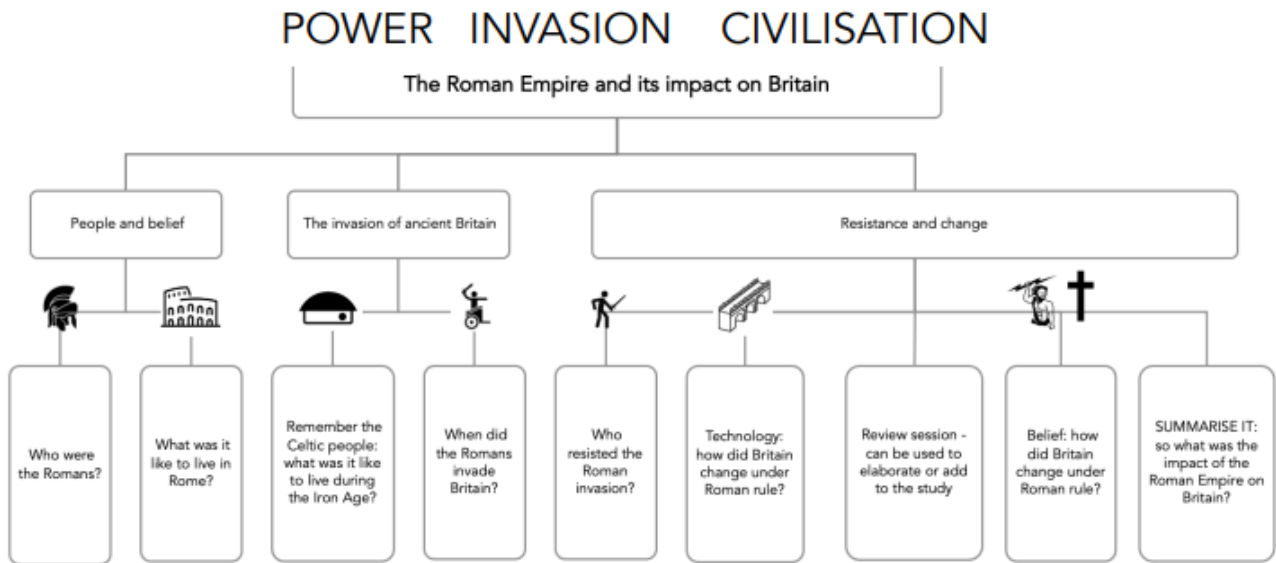 POWER INVASION CIVILISATION
The Roman Empire and its impact on Britain
People and belief
The invasion of ancient Britain
Resistance and change
Who were
the Romans?
What was it
like to live in
Rome?
Remember the
Celtic people:
what was it like
to live during
the Iron Age?
When did
the Romans
invade
Britain?
Who
resisted the
Roman
invasion?
Technology:
how did Britain
change under
Roman rule?
Review session -
can be used to
elaborate or add
to the study
Belief: how
did Britain
change under
Roman rule?
SUMMARISE IT:
so what was the
impact of the
Roman Empire on
Britain?